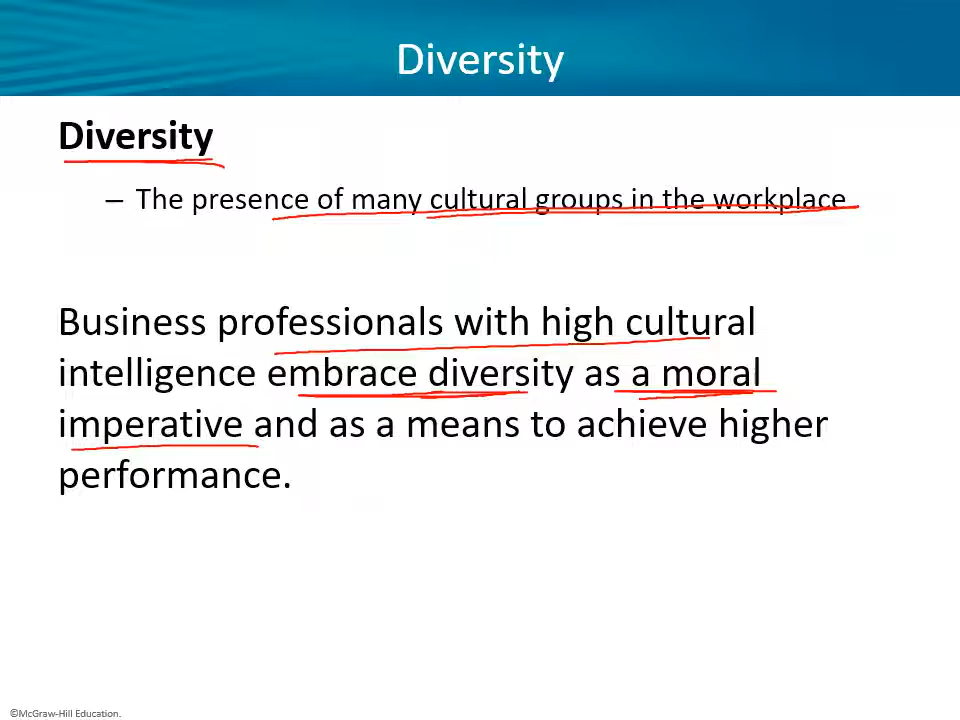 Diversity
Diversity
– The presence of many cultural groups in the workplace
Business professionals with high cultural
intelligence embrace diversity as a moral
imperative and as a means to achieve higher
performance.
©McGraw-Hill Education.